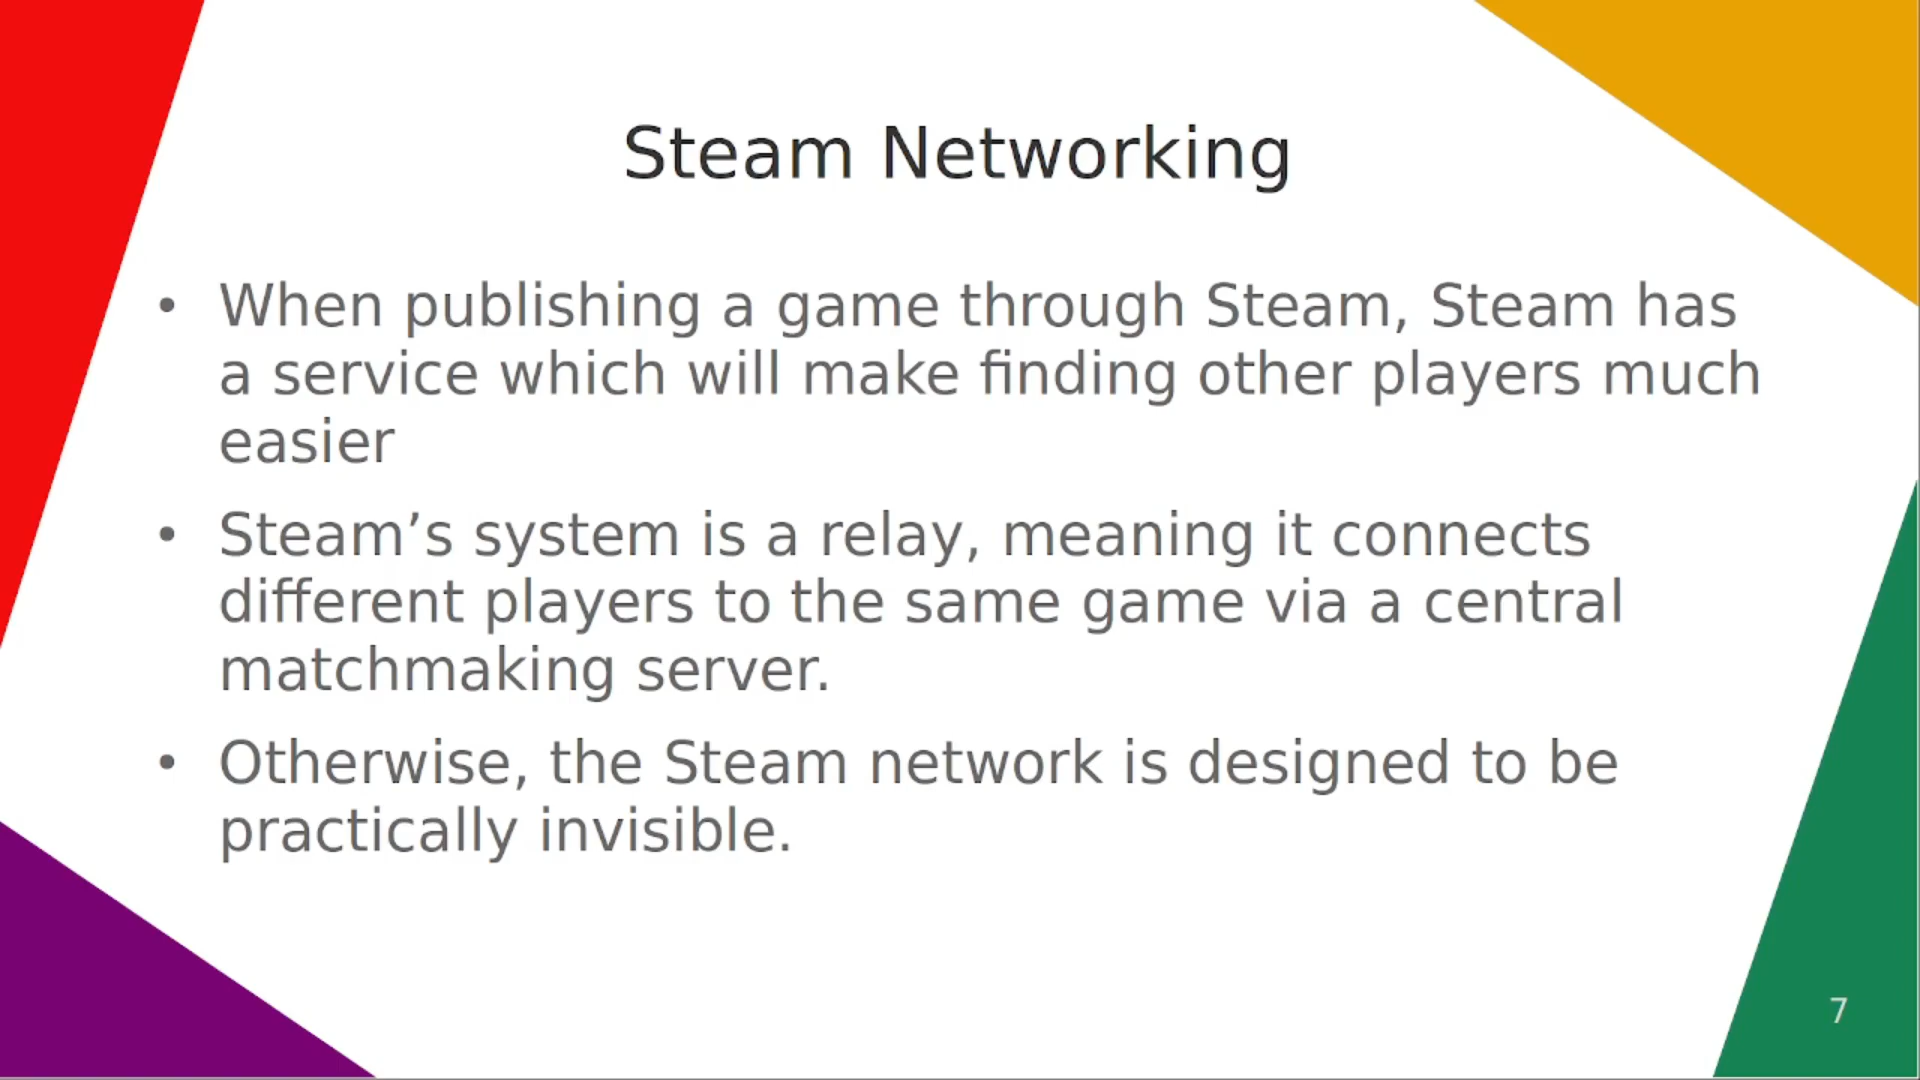 Steam Networking
• When publishing a game through Steam, Steam has
a service which will make finding other players much
easier
• Steam’s system is a relay, meaning it connects
different players to the same game via a central
matchmaking server.
• Otherwise, the Steam network is designed to be
practically invisible.
7